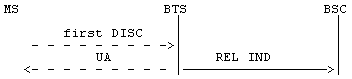 MS BTS BSC
first DISC
UA REL IND